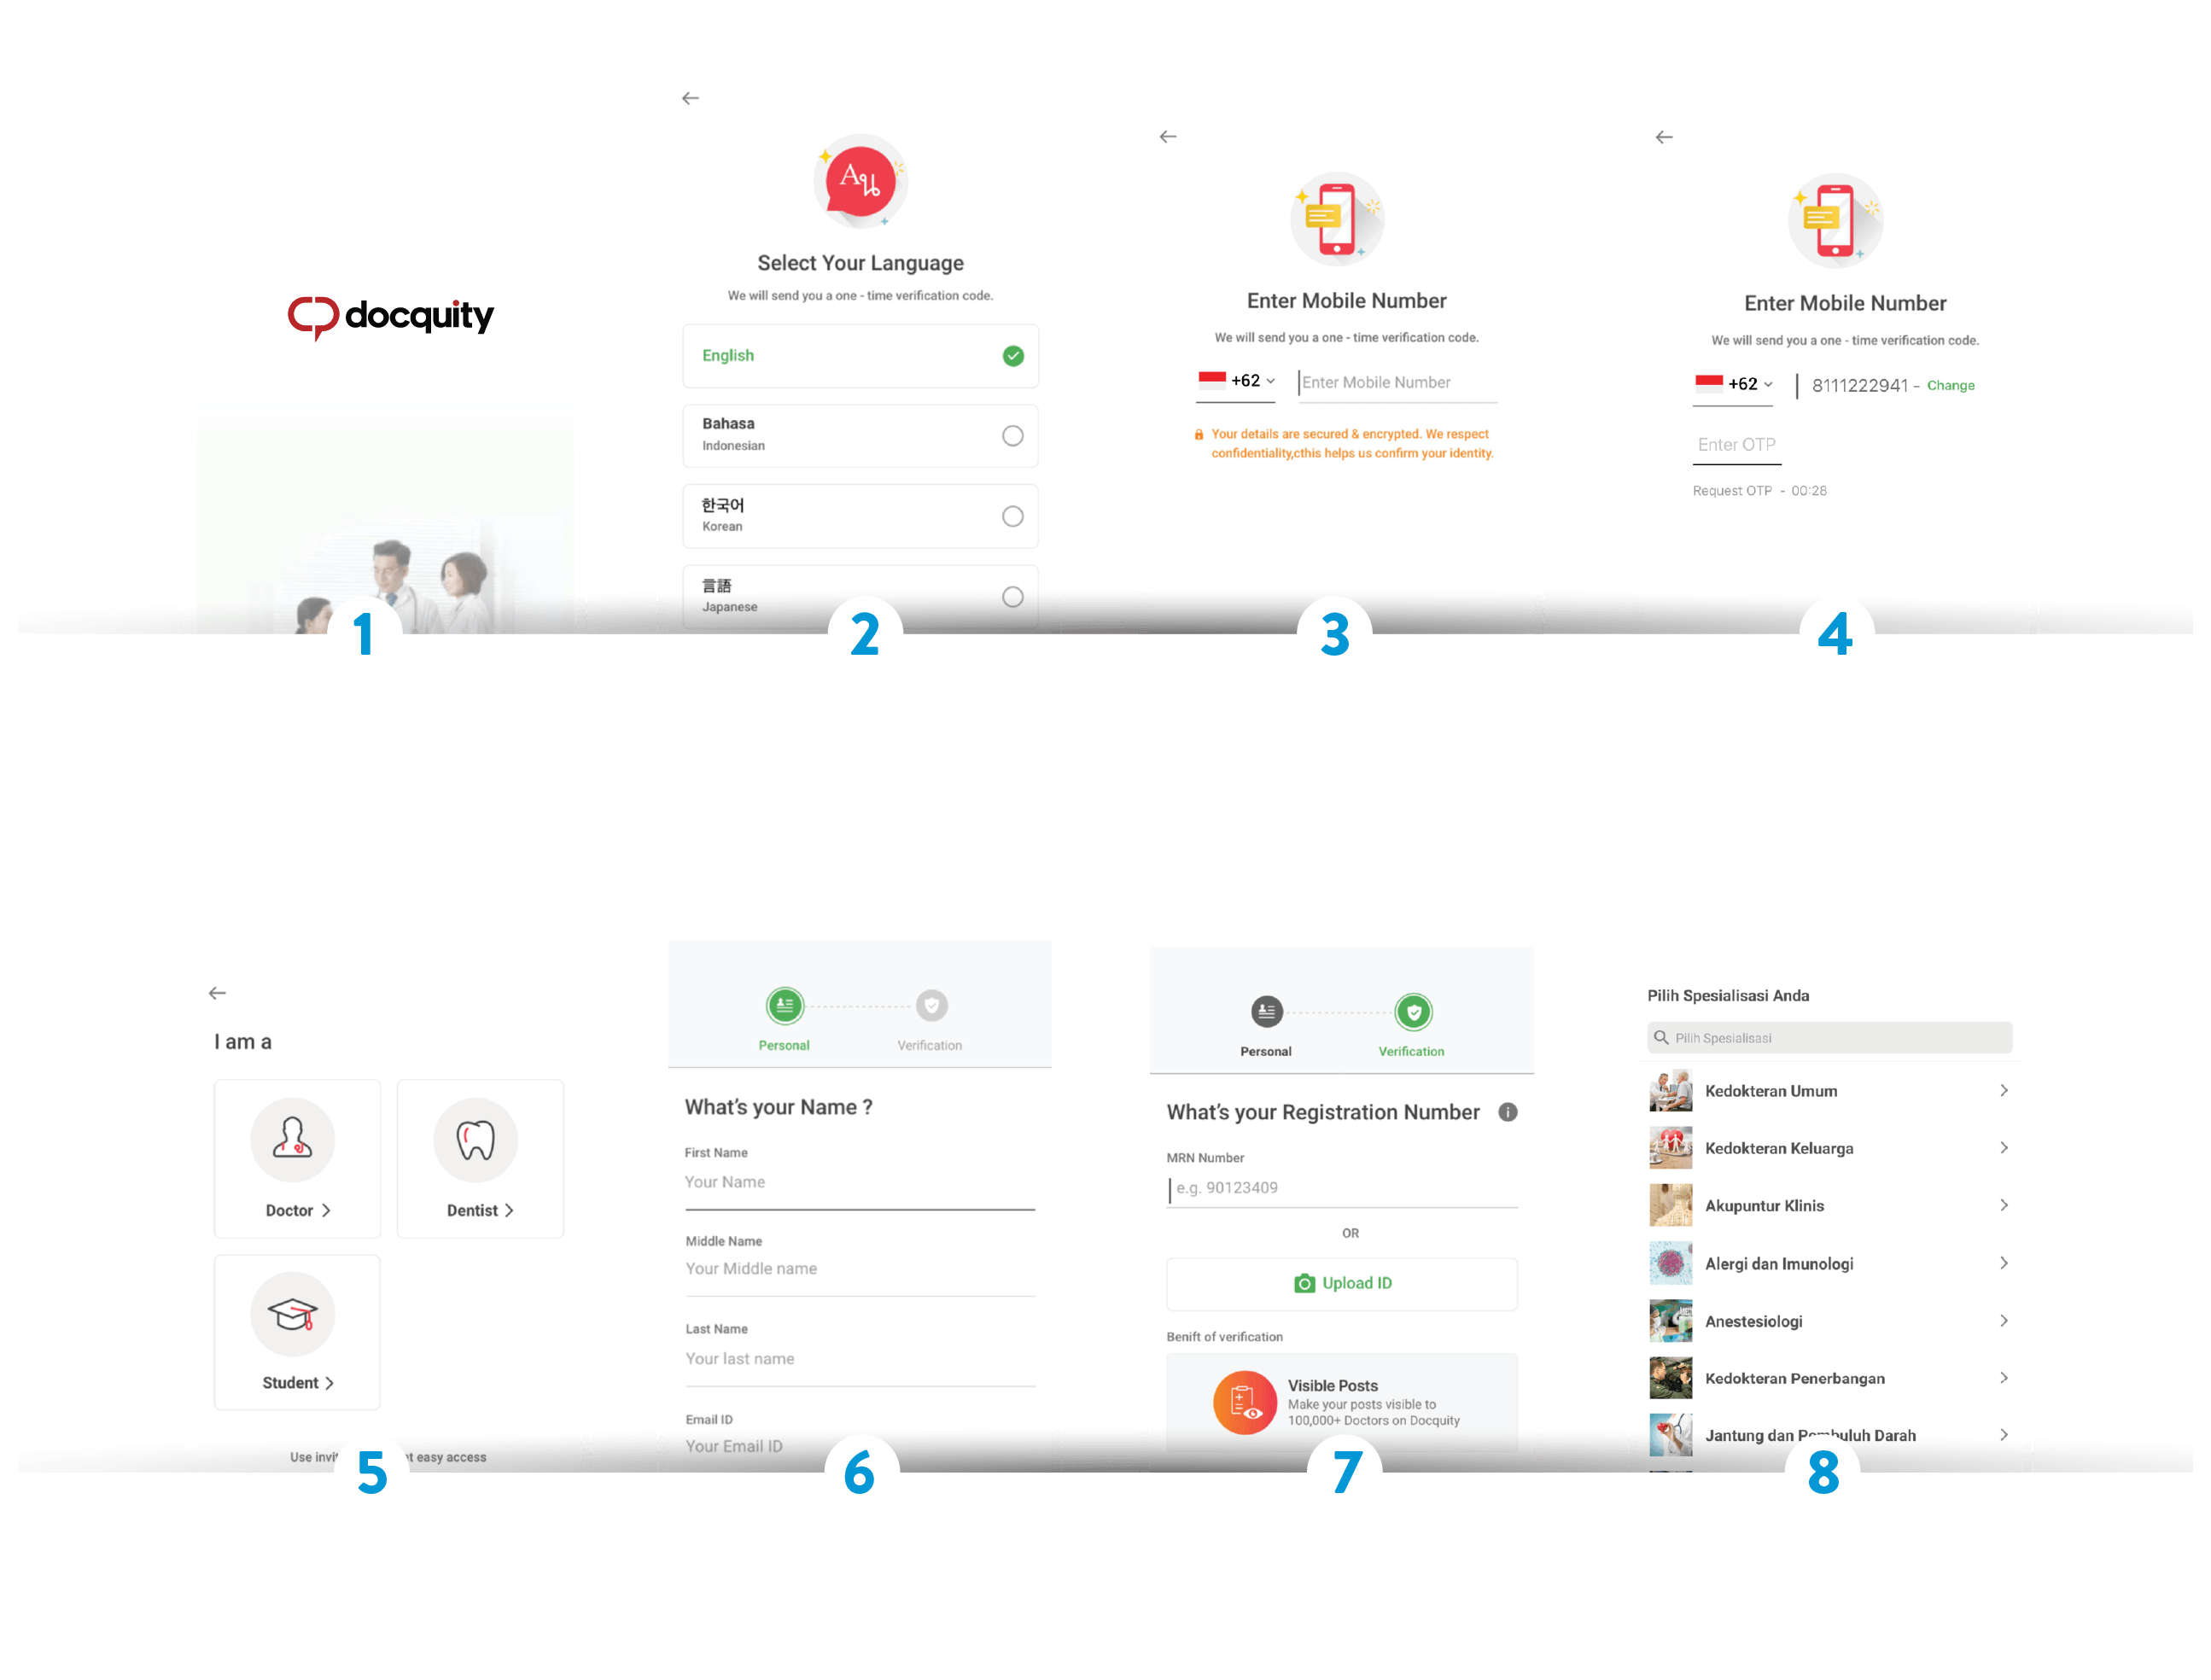 docquity
1
Select Your Language
We will send you a one - time verification code.
English
Bahasa
Indonesian
한국어
Korean
言語
Japanese
2
Enter Mobile Number
We will send you a one - time verification code.
+62 Enter Mobile Number
Your details are secured & encrypted. We respect
confidentiality,cthis helps us confirm your identity.
3
Enter Mobile Number
We will send you a one - time verification code.
+62 8111222941 - Change
Enter OTP
Request OTP - 00:28
4
I am a
Doctor
Dentist
Student
Use easy access
5
Personal
Verification
What's your Name ?
First Name
Your Name
Middle Name
Your Middle name
Last Name
Your last name
Email ID
Your Email ID
6
Personal
Verification
What's your Registration Number
MRN Number
e.g. 90123409
OR
Upload ID
Benift of verification
Visible Posts
Make your posts visible to
100,000+ Doctors on Docquity
7
Pilih Spesialisasi Anda
Pilih Spesialisasi
Kedokteran Umum
Kedokteran Keluarga
Akupuntur Klinis
Alergi dan Imunologi
Anestesiologi
Kedokteran Penerbangan
Jantung dan Pembuluh Darah
8